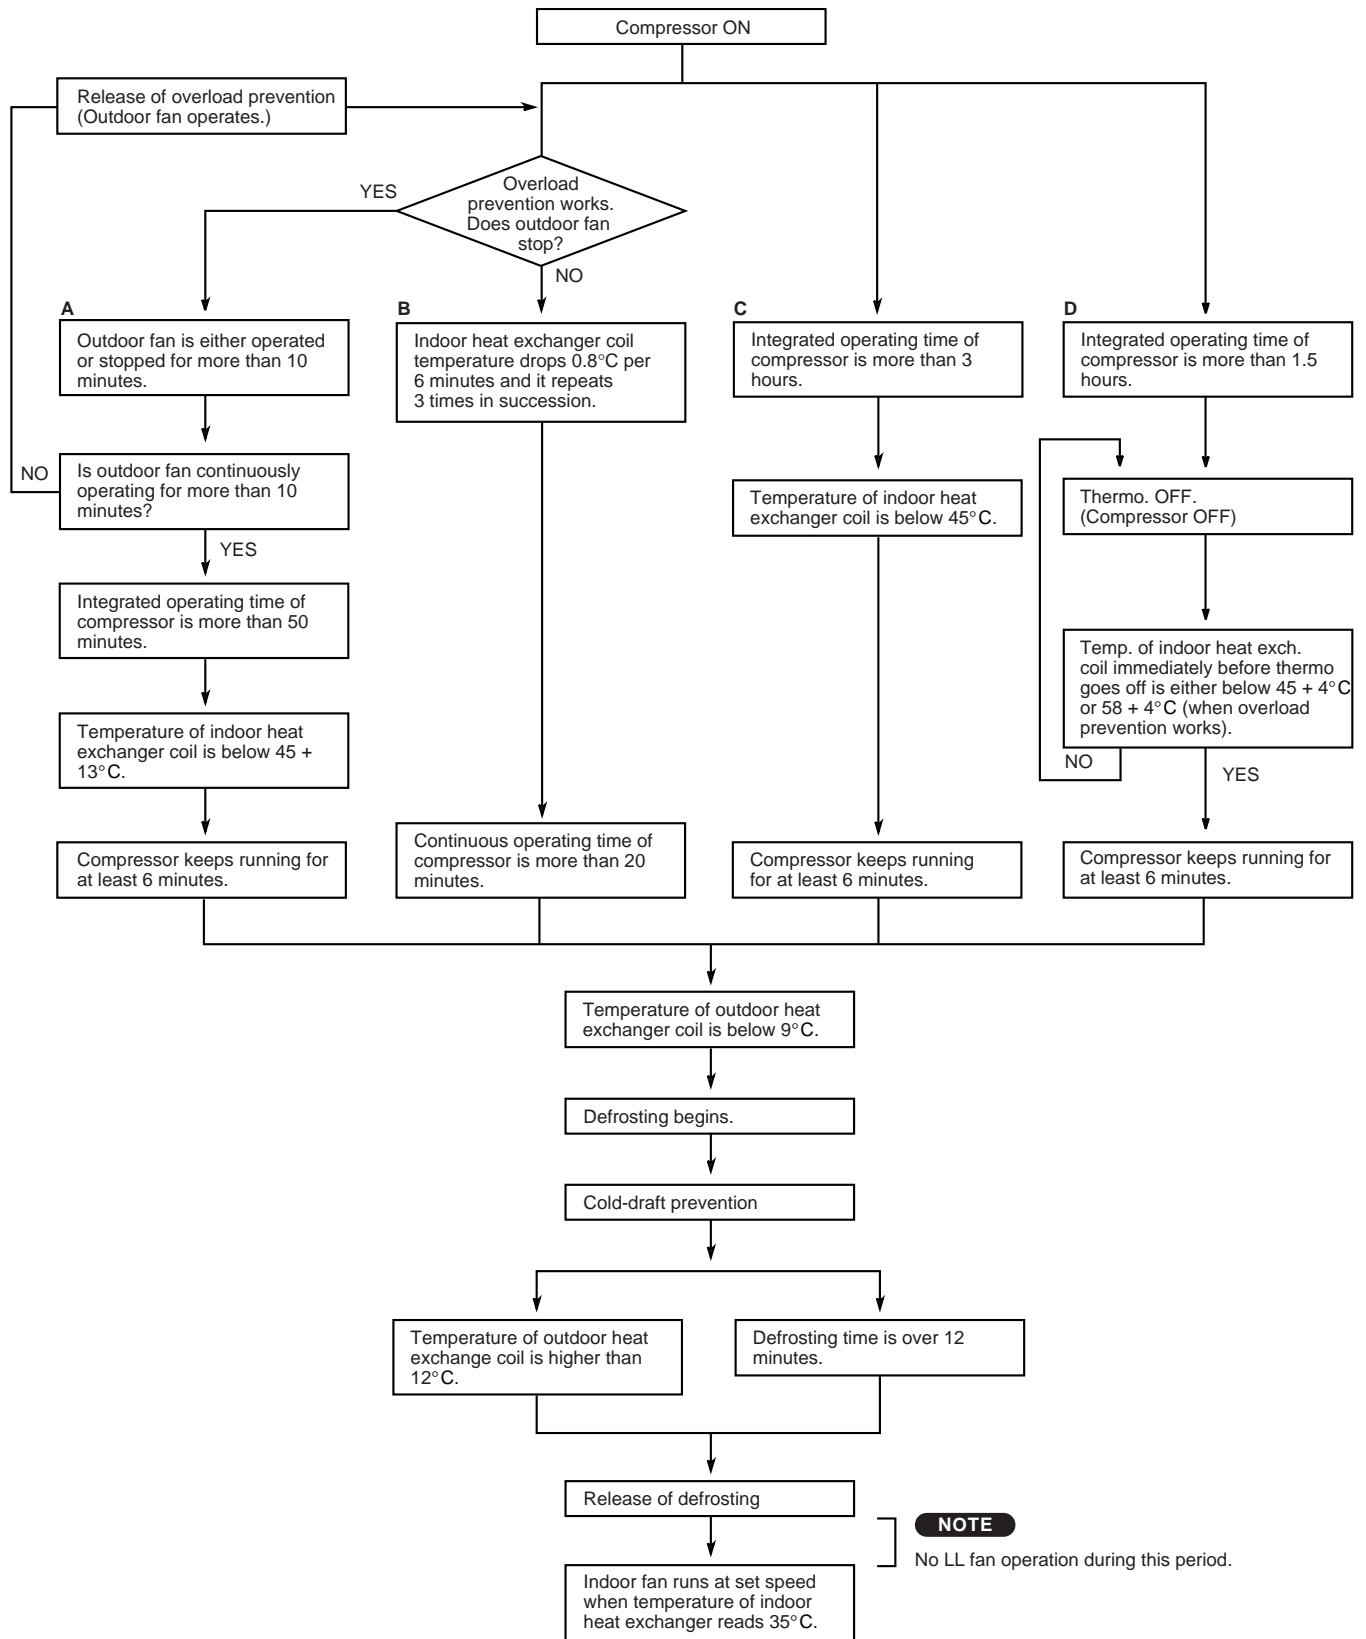 Compressor ON
Release of overload prevention
(Outdoor fan operates.)
YES
Overload
prevention works.
Does outdoor fan
stop?
NO
A
Outdoor fan is either operated
or stopped for more than 10
minutes.
NO
Is outdoor fan continuously
operating for more than 10
minutes?
YES
Integrated operating time of
compressor is more than 50
minutes.
Temperature of indoor heat
exchanger coil is below 45 +
13°C.
Compressor keeps running for
at least 6 minutes.
B
Indoor heat exchanger coil
temperature drops 0.8°C per
6 minutes and it repeats
3 times in succession.
Continuous operating time of
compressor is more than 20
minutes.
C
Integrated operating time of
compressor is more than 3
hours.
Temperature of indoor heat
exchanger coil is below 45°C.
Compressor keeps running
for at least 6 minutes.
D
Integrated operating time of
compressor is more than 1.5
hours.
Thermo. OFF.
(Compressor OFF)
Temp. of indoor heat exch.
coil immediately before thermo
goes off is either below 45 + 4°C
or 58 + 4°C (when overload
prevention works).
NO
YES
Compressor keeps running for
at least 6 minutes.
Temperature of outdoor heat
exchanger coil is below 9°C.
Defrosting begins.
Cold-draft prevention
Temperature of outdoor heat
exchange coil is higher than
12°C.
Defrosting time is over 12
minutes.
Release of defrosting
NOTE
No LL fan operation during this period.
Indoor fan runs at set speed
when temperature of indoor
heat exchanger reads 35°C.